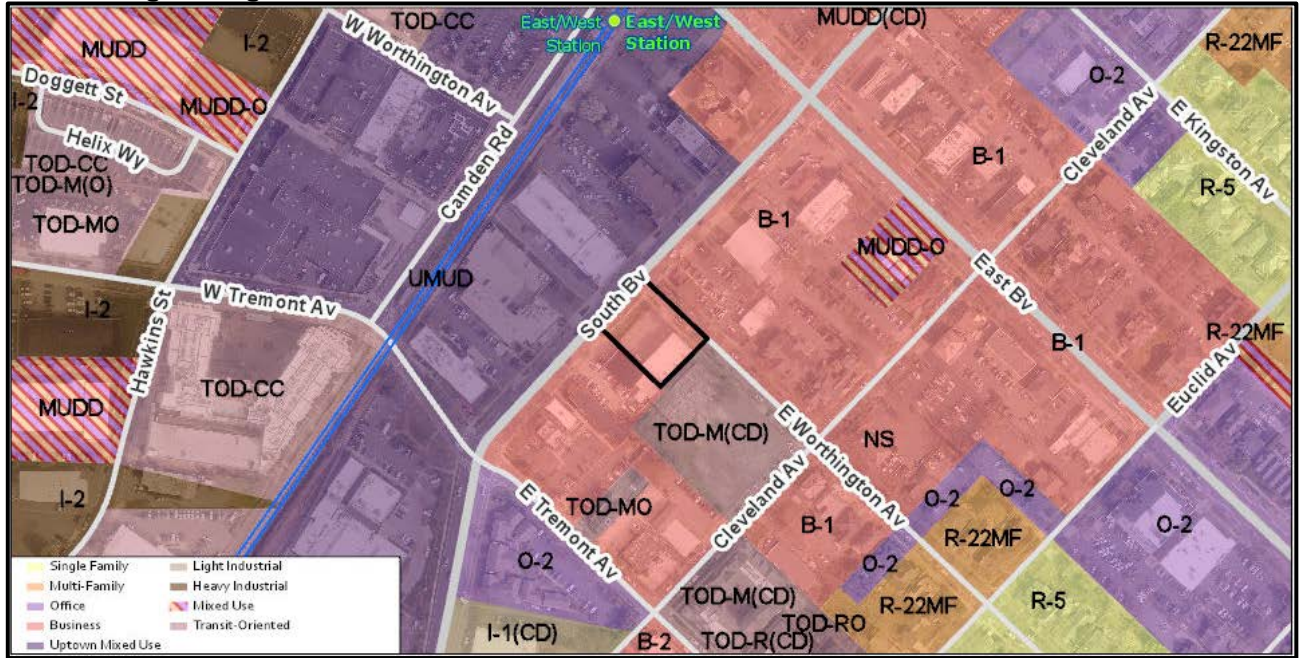 TOD-CC
East/West
Station
East/West
Station
MUDD(CD)
R-22MF
MUDD
I-2
W Worthington Av
O-2
Cleveland Av
E Kingston Av
Doggett St
MUDD-O
I-2
Helix Wy
TOD-CC
TOD-M(O)
TOD-MO
Camden Rd
B-1
R-5
B-1
MUDD-O
UMUD
South Bv
East Bv
W Tremont Av
I-2
Hawkins St
B-1
R-22MF
Euclid Av
TOD-CC
MUDD
TOD-M(CD)
E Worthington Av
NS
I-2
TOD-MO
E Tremont Av
Cleveland Av
B-1
O-2
O-2
R-22MF
O-2
O-2
O-2
TOD-M(CD)
TOD-RO
R-22MF
R-5
I-1(CD)
B-2
TOD-R(CD)
Single Family
Multi-Family
Office
Business
Uptown Mixed Use
Light Industrial
Heavy Industrial
Mixed Use
Transit-Oriented